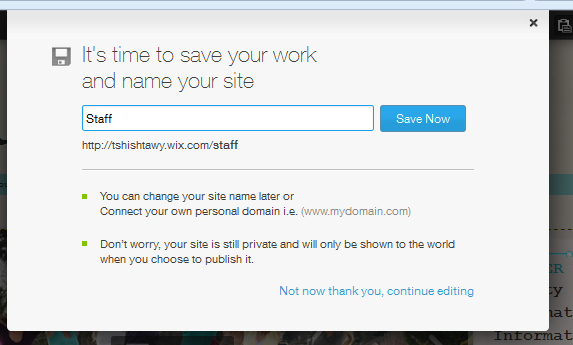 It's time to save your work
and name your site
Staff
Save Now
http://tshishtawy.wix.com/staff
You can change your site name later or
Connect your own personal domain i.e. (www.mydomain.com)
Don't worry, your site is still private and will only be shown to the world
when you choose to publish it.
Not now thank you, continue editing
Informat